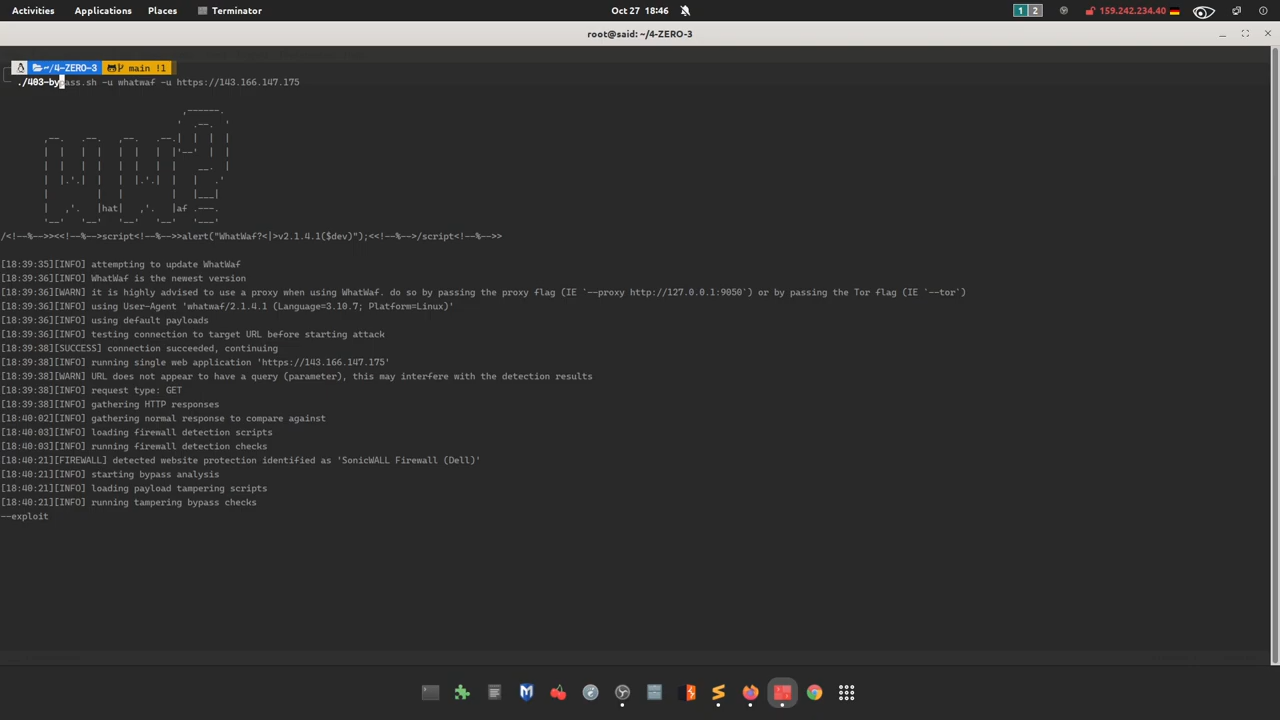 Activities Applications Places Terminator Oct 27 18:46 1 2 159.242.234.40
root@said: ~/4-ZERO-3
~/4-ZERO-3 main !1
./403-bypass.sh -u whatwaf -u https://143.166.147.175
|hat| |af
/<!--%-->><<!--%-->script<!--%-->>alert("WhatWaf?<|>v2.1.4.1($dev)");<<!--%-->/script<!--%-->>
[18:39:35][INFO] attempting to update WhatWaf
[18:39:36][INFO] WhatWaf is the newest version
[18:39:36][WARN] it is highly advised to use a proxy when using WhatWaf. do so by passing the proxy flag (IE `--proxy http://127.0.0.1:9050`) or by passing the Tor flag (IE `--tor`)
[18:39:36][INFO] using User-Agent 'whatwaf/2.1.4.1 (Language=3.10.7; Platform=Linux)'
[18:39:36][INFO] using default payloads
[18:39:36][INFO] testing connection to target URL before starting attack
[18:39:38][SUCCESS] connection succeeded, continuing
[18:39:38][INFO] running single web application 'https://143.166.147.175'
[18:39:38][WARN] URL does not appear to have a query (parameter), this may interfere with the detection results
[18:39:38][INFO] request type: GET
[18:39:38][INFO] gathering HTTP responses
[18:40:02][INFO] gathering normal response to compare against
[18:40:03][INFO] loading firewall detection scripts
[18:40:03][INFO] running firewall detection checks
[18:40:21][FIREWALL] detected website protection identified as 'SonicWALL Firewall (Dell)'
[18:40:21][INFO] starting bypass analysis
[18:40:21][INFO] loading payload tampering scripts
[18:40:21][INFO] running tampering bypass checks
--exploit